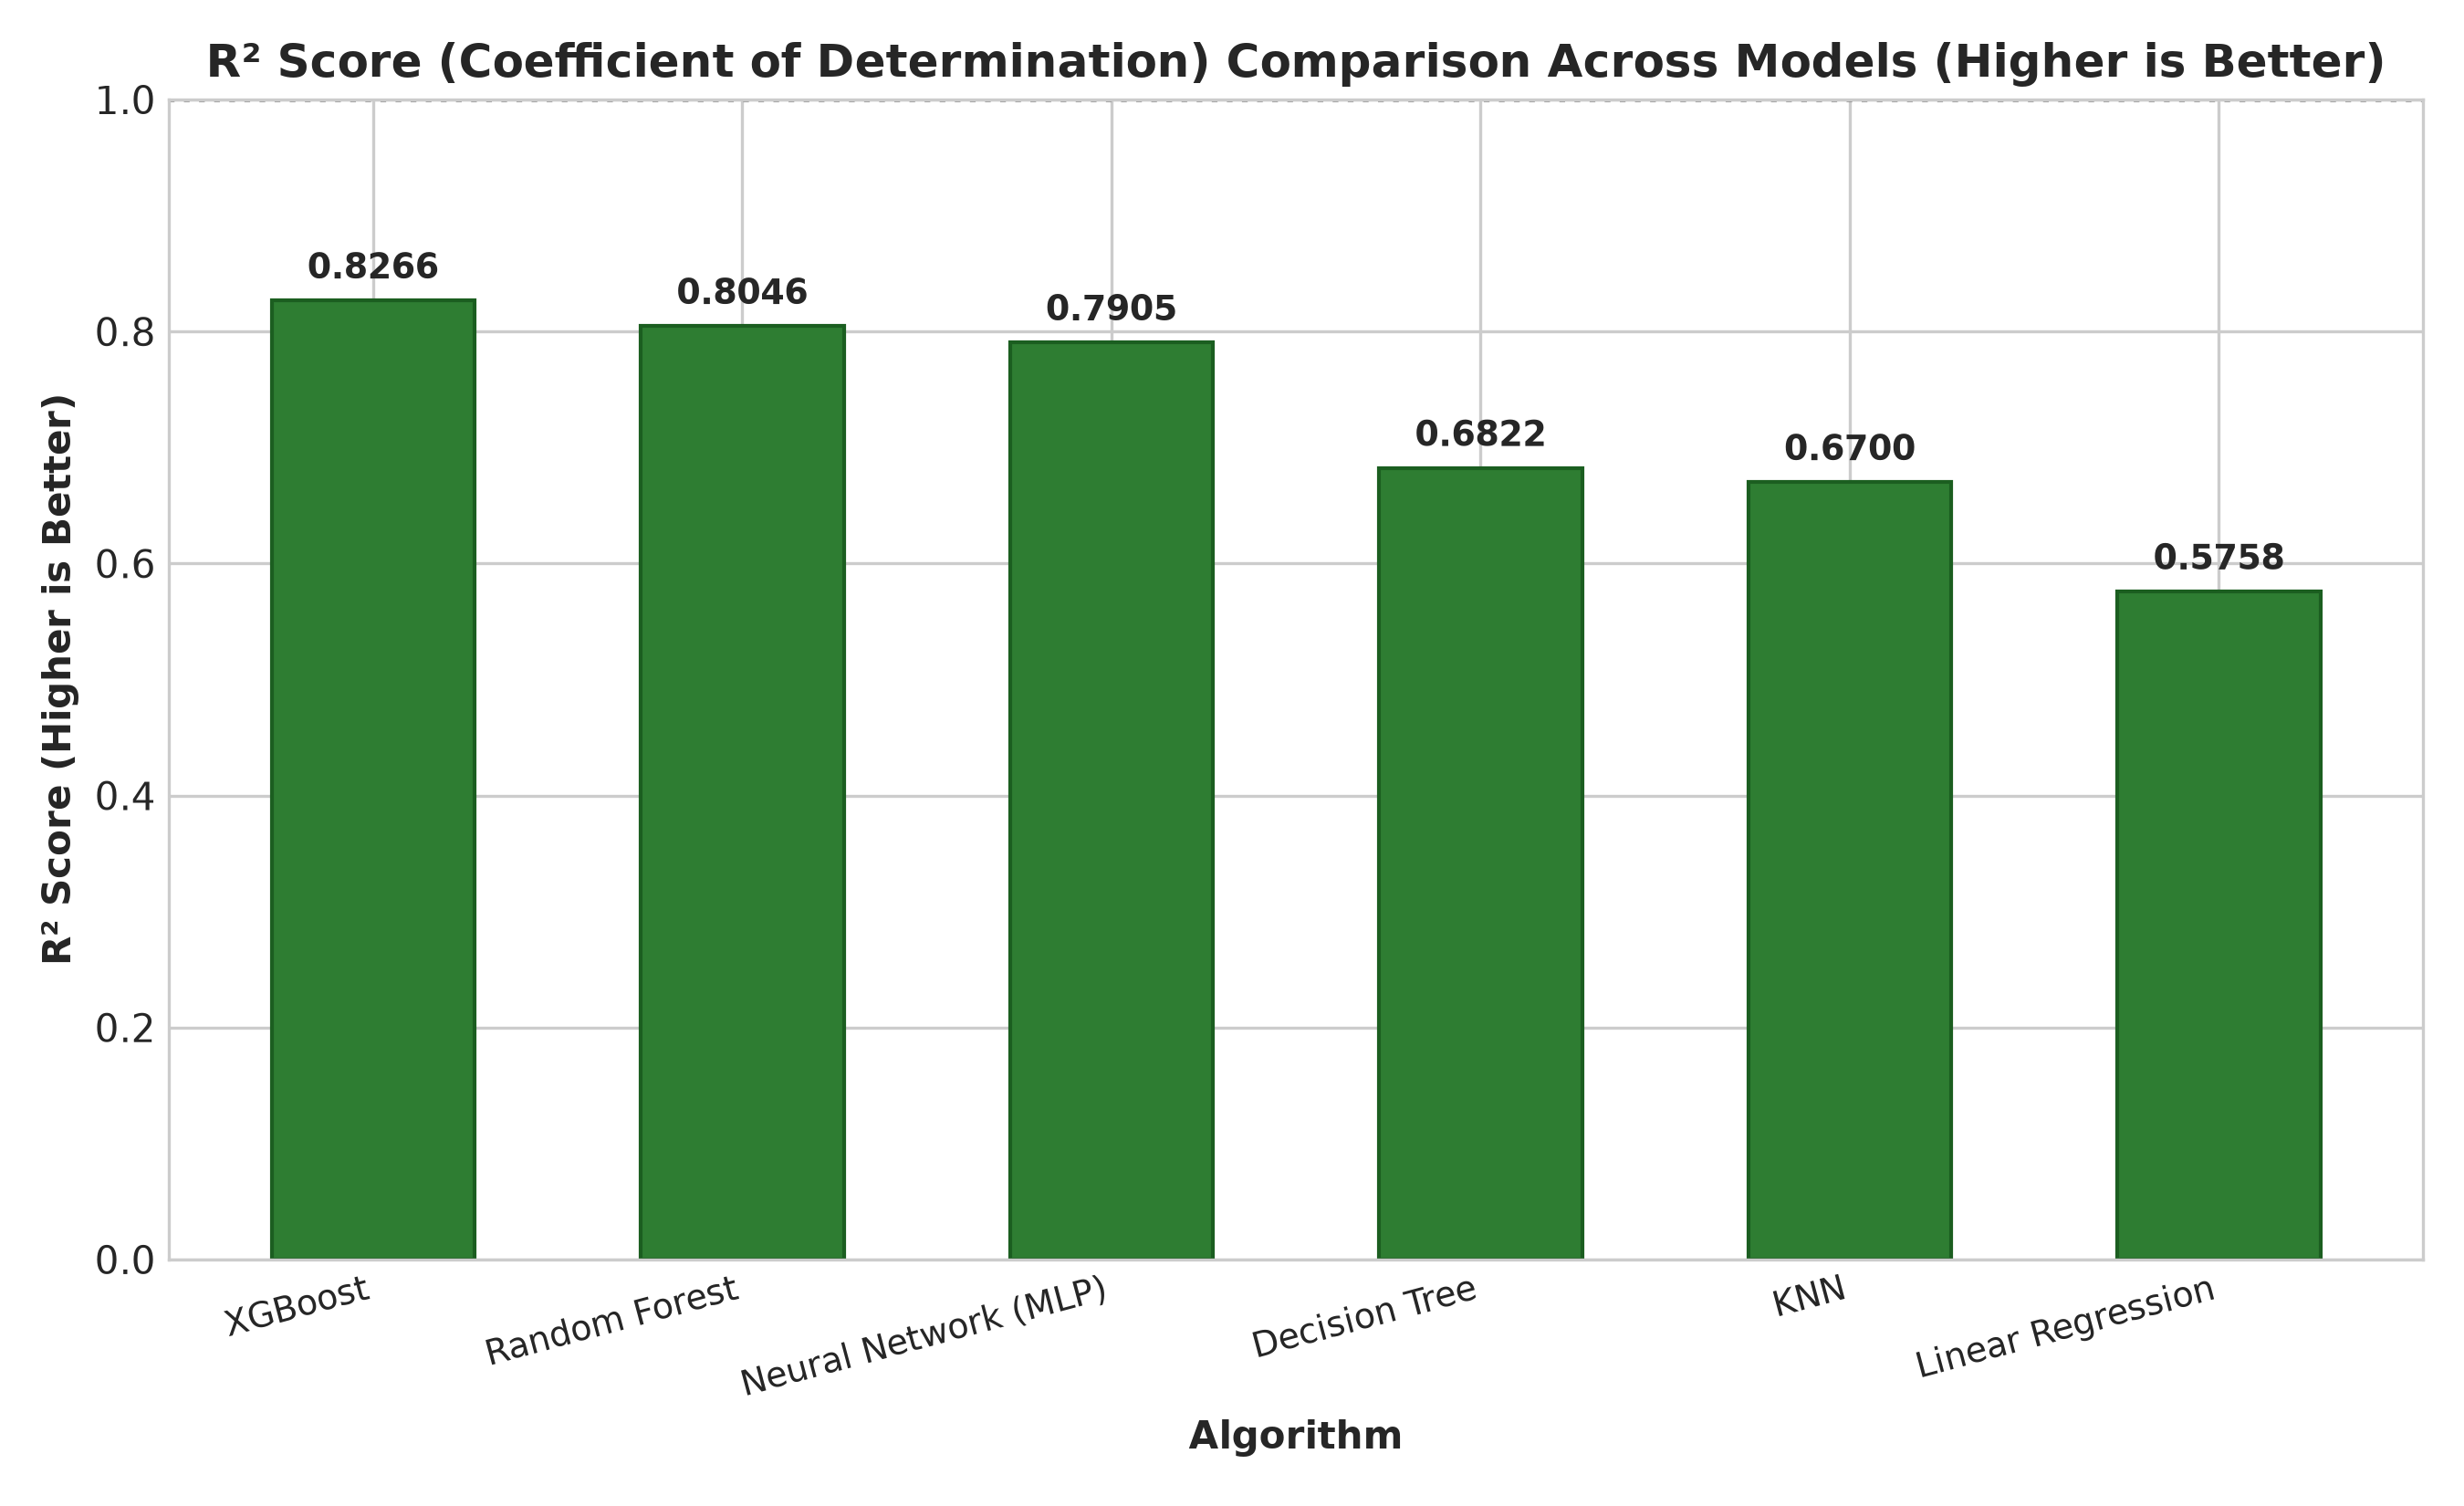 R² Score (Coefficient of Determination) Comparison Across Models (Higher is Better)
R² Score (Higher is Better)
1.0
0.8
0.6
0.4
0.2
0.0
0.8266
0.8046
0.7905
0.6822
0.6700
0.5758
XGBoost
Random Forest
Neural Network (MLP)
Decision Tree
KNN
Linear Regression
Algorithm